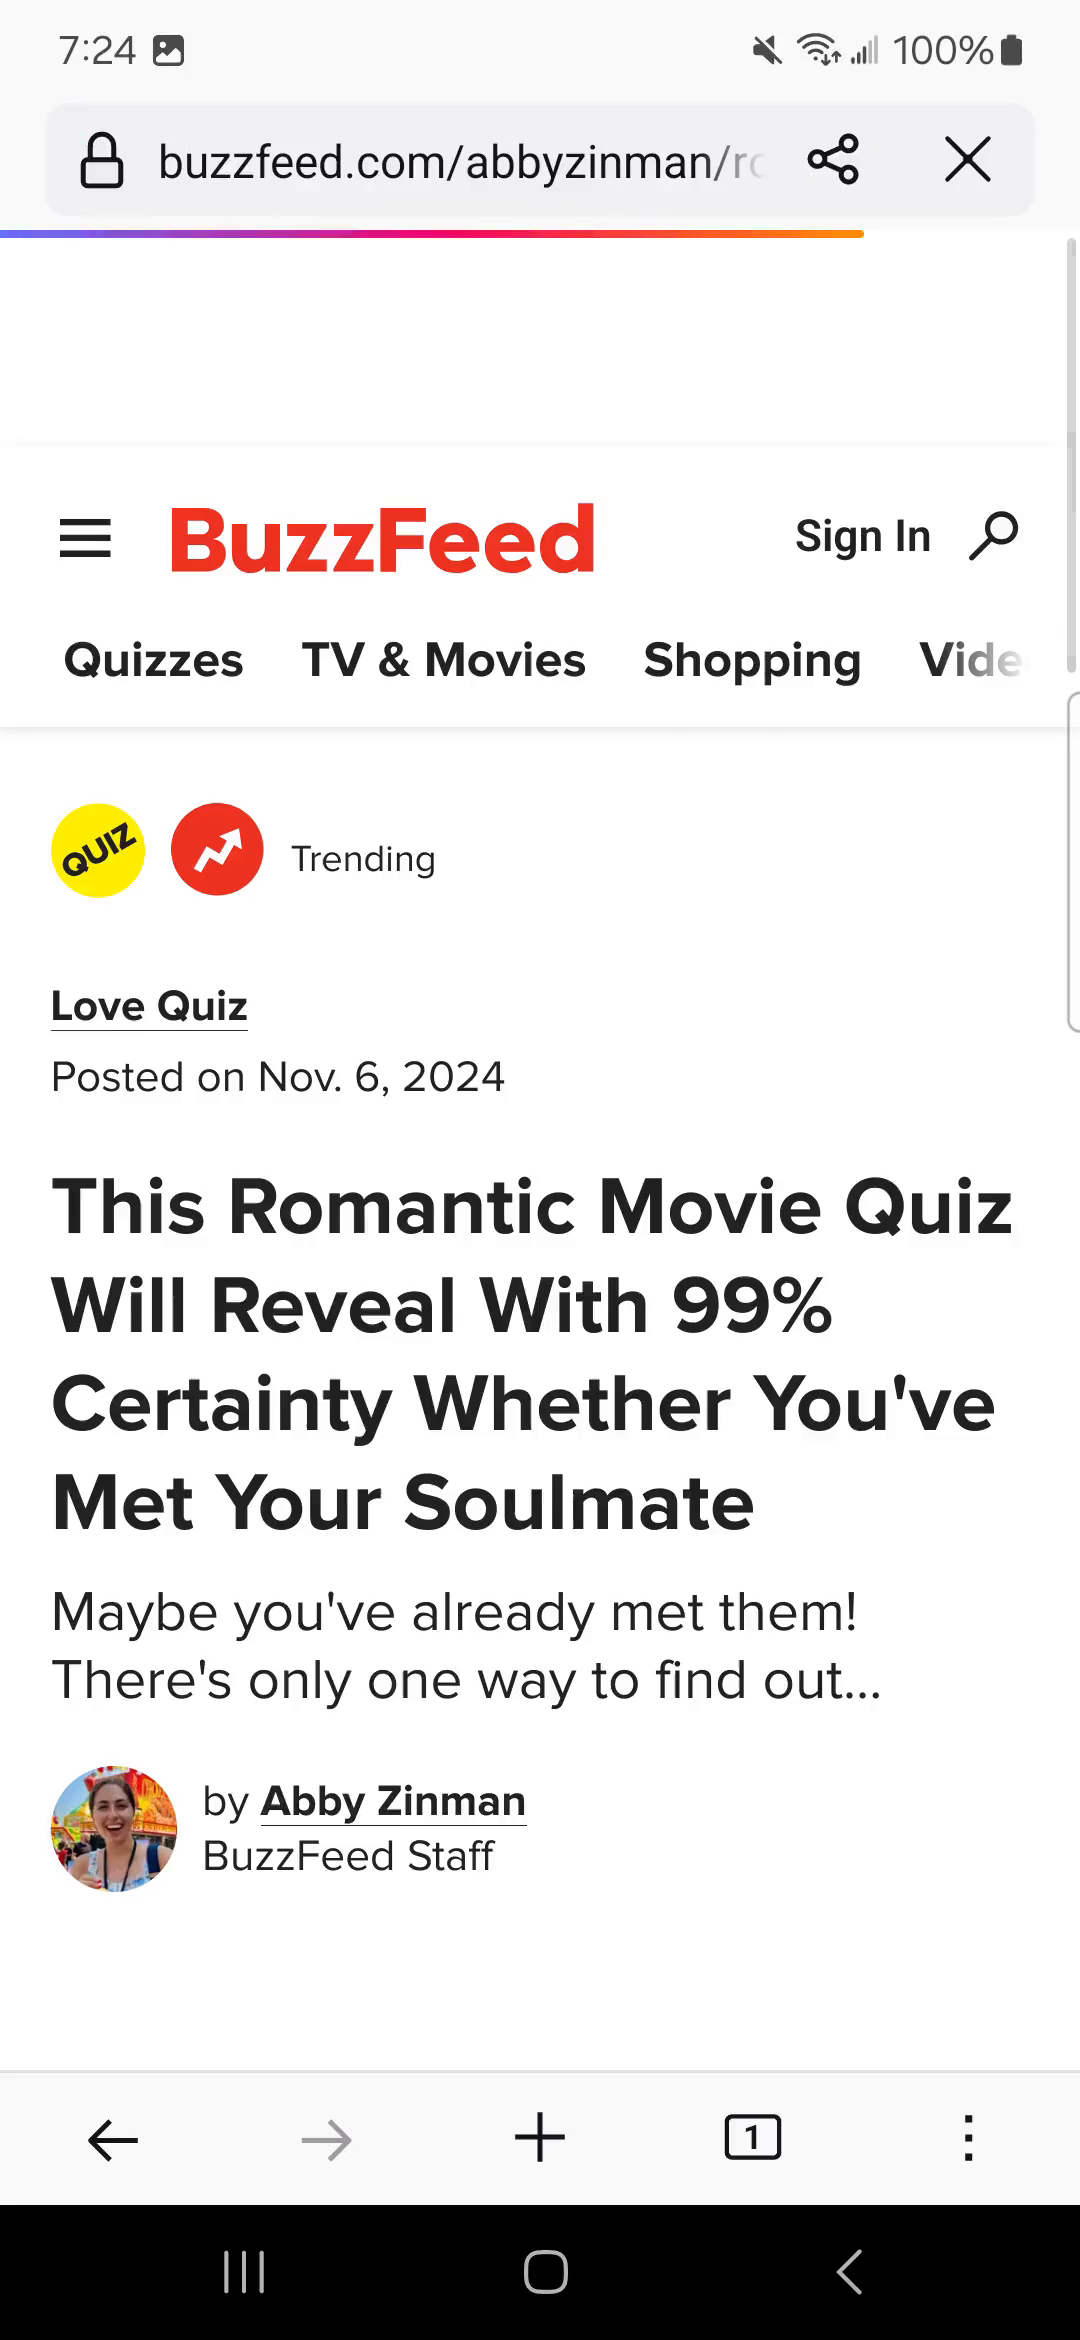 7:24
100%
buzzfeed.com/abbyzinman/ro
BuzzFeed
Sign In
Quizzes TV & Movies Shopping Vide
QUIZ
Trending
Love Quiz
Posted on Nov. 6, 2024
This Romantic Movie Quiz
Will Reveal With 99%
Certainty Whether You've
Met Your Soulmate
Maybe you've already met them!
There's only one way to find out...
by Abby Zinman
BuzzFeed Staff
1